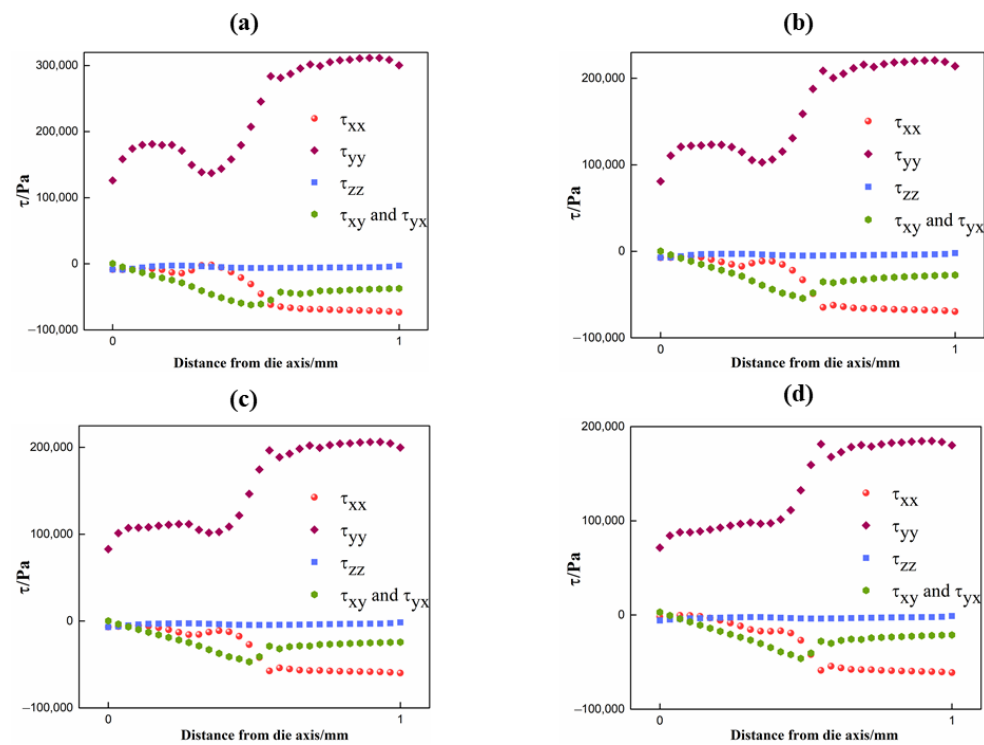 (a)
300,000
200,000
100,000
0
−100,000
τ/Pa
τxx
τyy
τzz
τxy and τyx
0
1
Distance from die axis/mm
(b)
200,000
100,000
0
−100,000
τ/Pa
τxx
τyy
τzz
τxy and τyx
0
1
Distance from die axis/mm
(c)
200,000
100,000
0
−100,000
τ/Pa
τxx
τyy
τzz
τxy and τyx
0
1
Distance from die axis/mm
(d)
200,000
100,000
0
−100,000
τ/Pa
τxx
τyy
τzz
τxy and τyx
0
1
Distance from die axis/mm